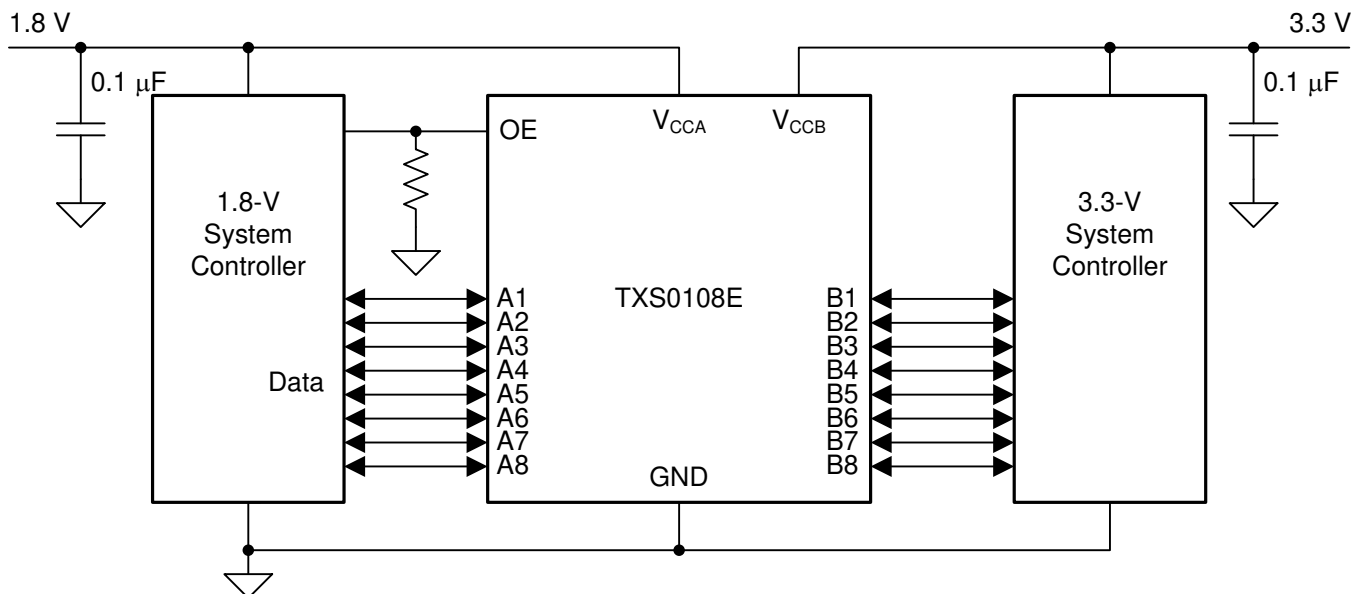 1.8 V
3.3 V
0.1 μF
0.1 μF
OE
VCCA
VCCB
1.8-V
System
Controller
3.3-V
System
Controller
TXS0108E
Data
A1
A2
A3
A4
A5
A6
A7
A8
B1
B2
B3
B4
B5
B6
B7
B8
GND